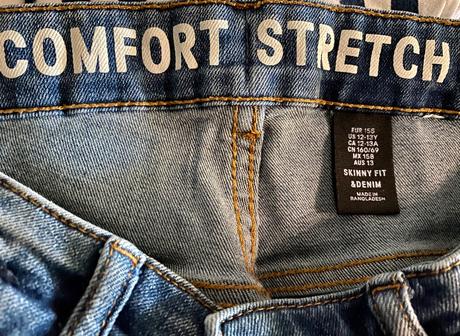 COMFORT STRETCH
EUR 158
US 12-13Y
CA 12-13A
CN 160/69
MX 158
AUS 13
SKINNY FIT
&DENIM
MADE IN
BANGLADESH